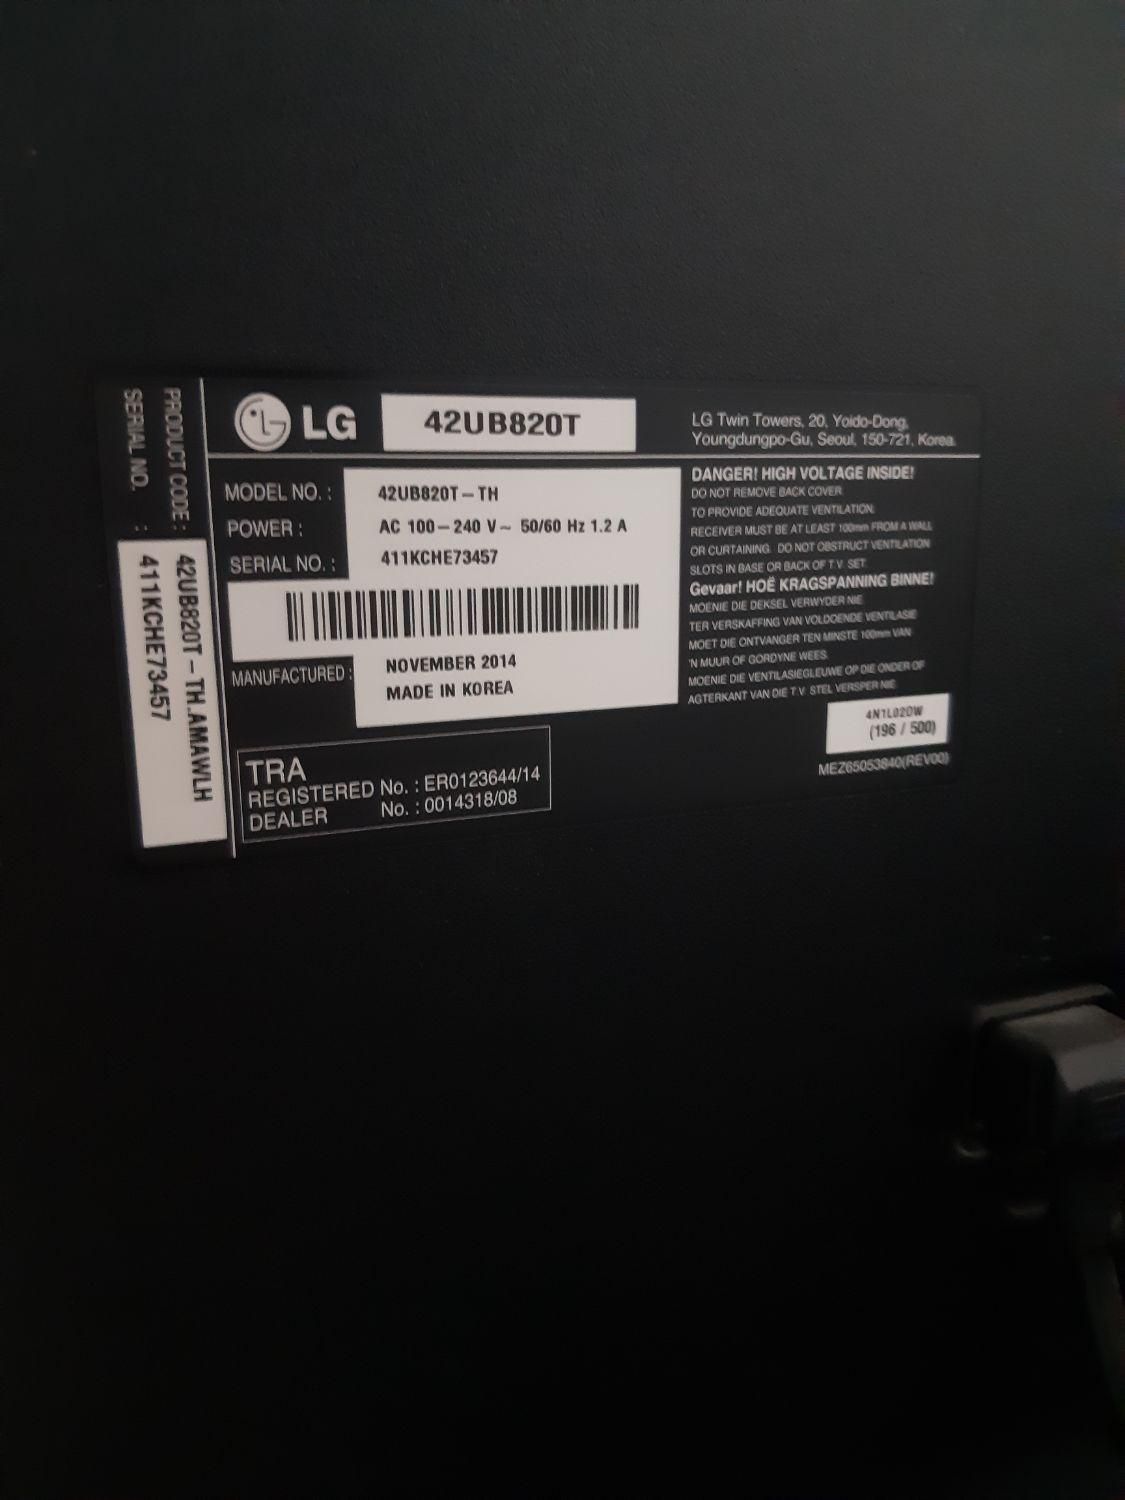 LG
42UB820T
LG Twin Towers, 20, Yoido-Dong,
Youngdungpo-Gu, Seoul, 150-721, Korea.
MODEL NO. : 42UB820T-TH
POWER : AC 100-240 V~ 50/60 Hz 1.2 A
SERIAL NO. : 411KCHE73457
MANUFACTURED : NOVEMBER 2014
MADE IN KOREA
DANGER! HIGH VOLTAGE INSIDE!
DO NOT REMOVE BACK COVER.
TO PROVIDE ADEQUATE VENTILATION.
RECEIVER MUST BE AT LEAST 100mm FROM A WALL
OR CURTAINING. DO NOT OBSTRUCT VENTILATION
SLOTS IN BASE OR BACK OF T.V. SET.
Gevaar! HOË KRAGSPANNING BINNE!
MOENIE DIE DEKSEL VERWYDER NIE.
TER VERSKAFFING VAN VOLDOENDE VENTILASIE
MOET DIE ONTVANGER TEN MINSTE 100mm VAN
'N MUUR OF GORDYNE WEES.
MOENIE DIE VENTILASIEGLEUWE OP DIE ONDER OF
AGTERKANT VAN DIE T.V. STEL VERSPER NIE.
4N1L02DW
(196 / 500)
MEZ65053840(REV00)
TRA
REGISTERED No. : ER0123644/14
DEALER No. : 0014318/08
PRODUCT CODE : 42UB820T-TH.AMAWLH
SERIAL NO. : 411KCHE73457